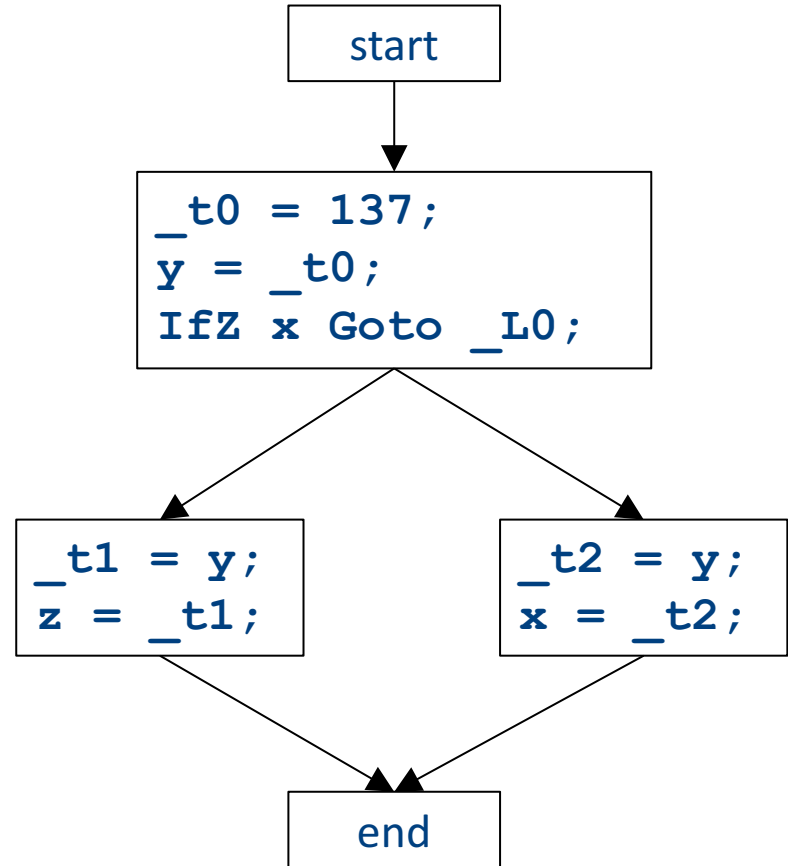 start
_t0 = 137;
y = _t0;
IfZ x Goto _L0;
_t1 = y;
z = _t1;
_t2 = y;
x = _t2;
end